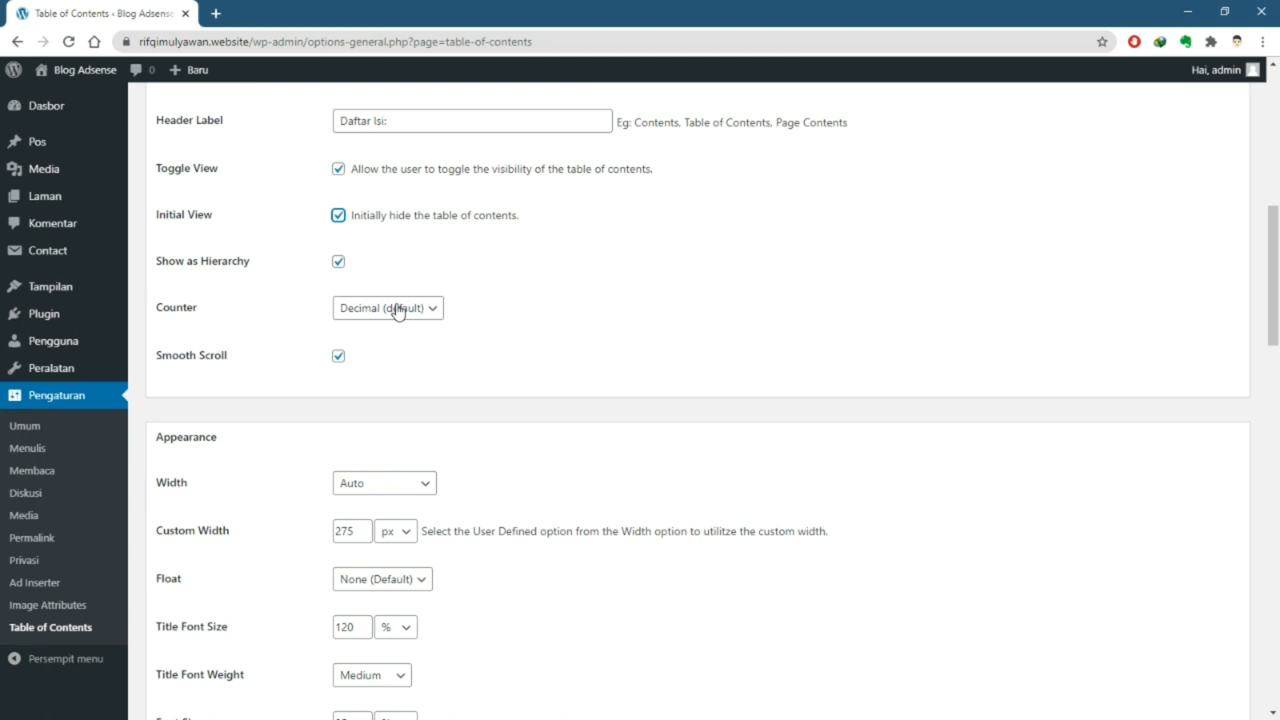 Table of Contents ‹ Blog Adsense
rifqimulyawan.website/wp-admin/options-general.php?page=table-of-contents
Blog Adsense 0 Baru Hai, admin
Dasbor
Pos
Media
Laman
Komentar
Contact
Tampilan
Plugin
Pengguna
Peralatan
Pengaturan
Umum
Menulis
Membaca
Diskusi
Media
Permalink
Privasi
Ad Inserter
Image Attributes
Table of Contents
Persempit menu
Header Label Daftar Isi: Eg: Contents, Table of Contents, Page Contents
Toggle View Allow the user to toggle the visibility of the table of contents.
Initial View Initially hide the table of contents.
Show as Hierarchy
Counter Decimal (default)
Smooth Scroll
Appearance
Width Auto
Custom Width 275 px Select the User Defined option from the Width option to utilitze the custom width.
Float None (Default)
Title Font Size 120 %
Title Font Weight Medium